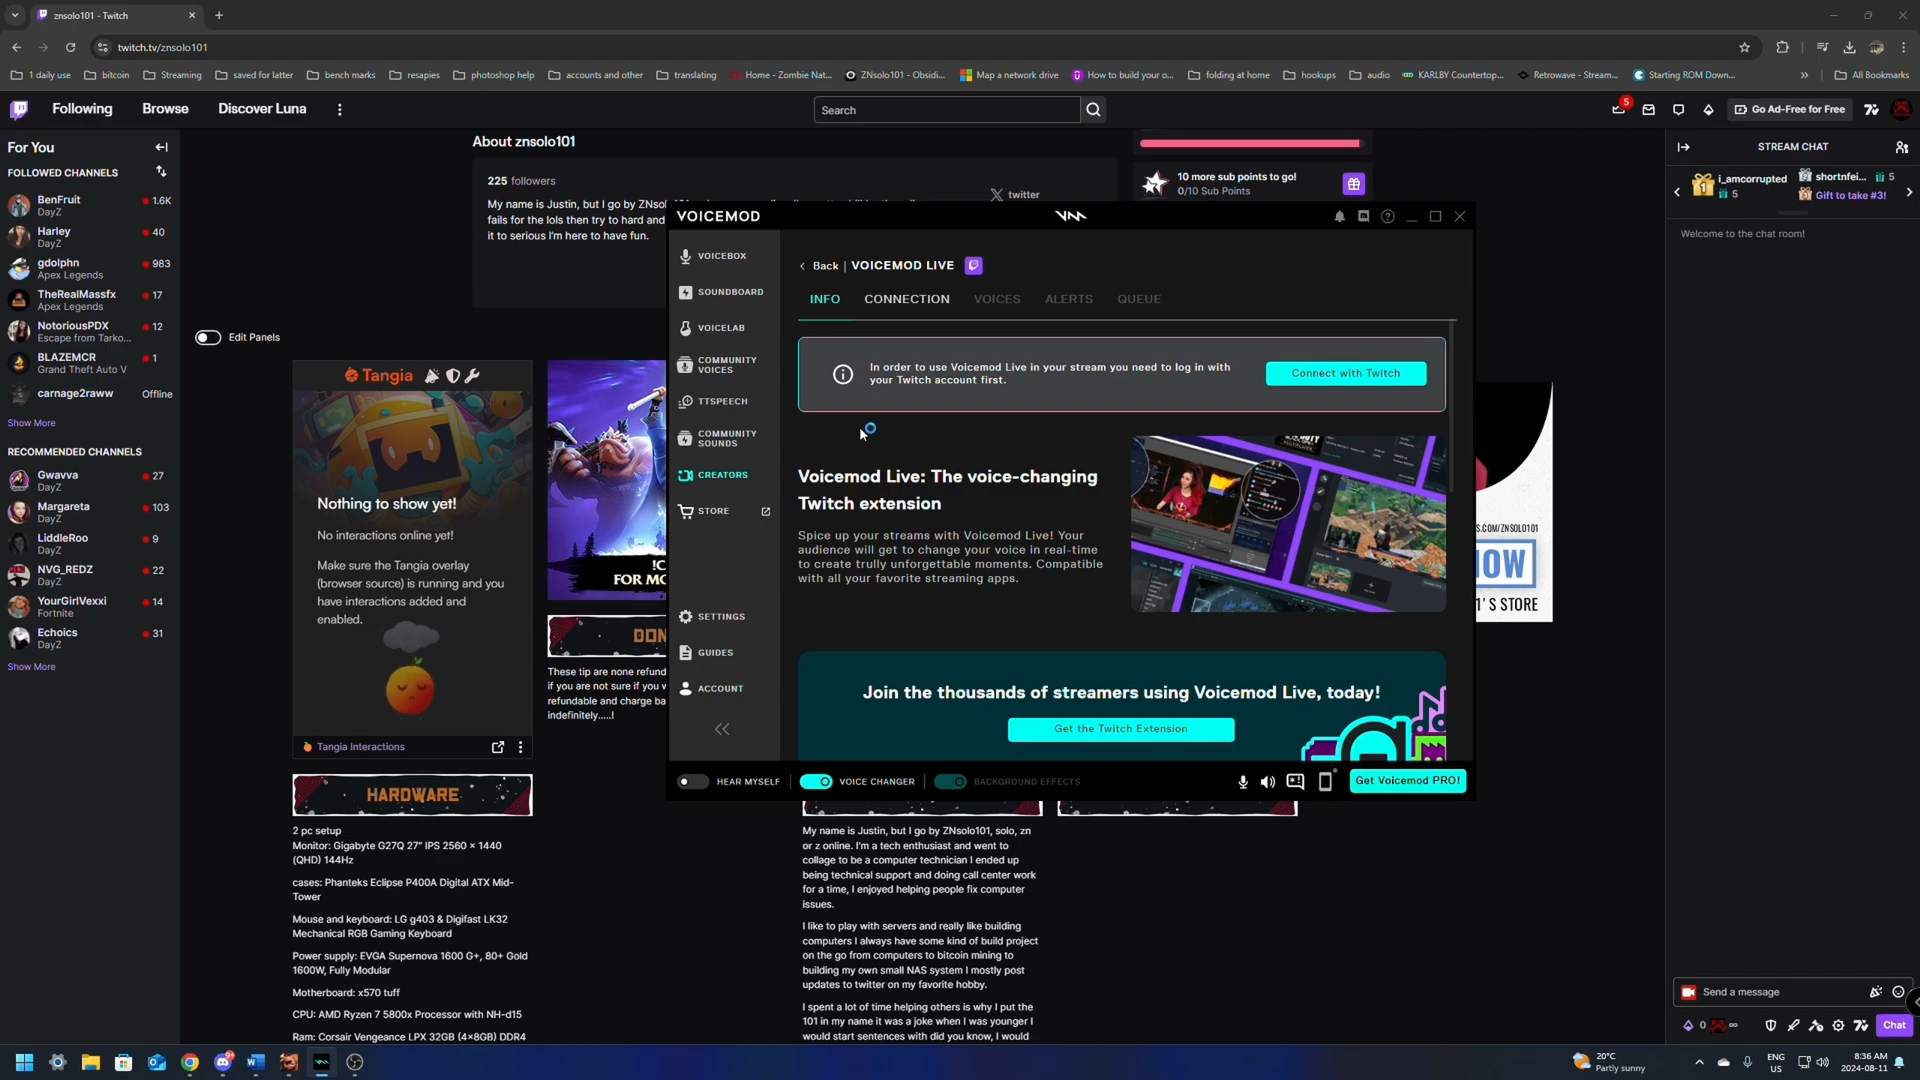 znsolo101 - Twitch
twitch.tv/znsolo101
1 daily use
bitcoin
Streaming
saved for latter
bench marks
resapies
photoshop help
accounts and other
translating
Home - Zombie Nat...
ZNsolo101 - Obsidi...
Map a network drive
How to build your o...
folding at home
hookups
audio
KARLBY Countertop...
Retrowave - Stream...
Starting ROM Down...
All Bookmarks
Following
Browse
Discover Luna
Search
5
Go Ad-Free for Free
For You
FOLLOWED CHANNELS
BenFruit
1.6K
DayZ
Harley
40
DayZ
gdolphn
983
Apex Legends
TheRealMassfx
17
Apex Legends
NotoriousPDX
12
Escape from Tarko...
BLAZEMCR
1
Grand Theft Auto V
carnage2raww
Offline
Show More
RECOMMENDED CHANNELS
Gwavva
27
DayZ
Margareta
103
DayZ
LiddleRoo
9
DayZ
NVG_REDZ
22
DayZ
YourGirlVexxi
14
Fortnite
Echoics
31
DayZ
Show More
About znsolo101
225 followers
My name is Justin, but I go by ZNsol
fails for the lols then try to hard and
it to serious I'm here to have fun.
twitter
10 more sub points to go!
0/10 Sub Points
Edit Panels
Tangia
Nothing to show yet!
No interactions online yet!
Make sure the Tangia overlay
(browser source) is running and you
have interactions added and
enabled.
Tangia Interactions
HARDWARE
2 pc setup
Monitor: Gigabyte G27Q 27" IPS 2560 x 1440
(QHD) 144Hz
cases: Phanteks Eclipse P400A Digital ATX Mid-
Tower
Mouse and keyboard: LG g403 & Digifast LK32
Mechanical RGB Gaming Keyboard
Power supply: EVGA Supernova 1600 G+, 80+ Gold
1600W, Fully Modular
Motherboard: x570 tuff
CPU: AMD Ryzen 7 5800x Processor with NH-d15
Ram: Corsair Vengeance LPX 32GB (4x8GB) DDR4
!C
FOR MO
DON
These tip are none refund
if you are not sure if you w
refundable and charge ba
indefinitely.....!
VOICEMOD
VOICEBOX
SOUNDBOARD
VOICELAB
COMMUNITY
VOICES
TTSPEECH
COMMUNITY
SOUNDS
CREATORS
STORE
SETTINGS
GUIDES
ACCOUNT
Back | VOICEMOD LIVE
INFO
CONNECTION
VOICES
ALERTS
QUEUE
In order to use Voicemod Live in your stream you need to log in with
your Twitch account first.
Connect with Twitch
Voicemod Live: The voice-changing
Twitch extension
Spice up your streams with Voicemod Live! Your
audience will get to change your voice in real-time
to create trully unforgettable moments. Compatible
with all your favorite streaming apps.
Join the thousands of streamers using Voicemod Live, today!
Get the Twitch Extension
HEAR MYSELF
VOICE CHANGER
BACKGROUND EFFECTS
Get Voicemod PRO!
My name is Justin, but I go by ZNsolo101, solo, zn
or z online. I'm a tech enthusiast and went to
collage to be a computer technician I ended up
being technical support and doing call center work
for a time, I enjoyed helping people fix computer
issues.
I like to play with servers and really like building
computers I always have some kind of build project
on the go from computers to bitcoin mining to
building my own small NAS system I mostly post
updates to twitter on my favorite hobby.
I spent a lot of time helping others is why I put the
101 in my name it was a joke when I was younger I
would start sentences with did you know, I would
S.COM/ZNSOLO101
NOW
1'S STORE
STREAM CHAT
1
i_amcorrupted
5
shortnfei...
5
Gift to take #3!
Welcome to the chat room!
Send a message
0
Chat
20°C
Partly sunny
ENG
US
8:36 AM
2024-08-11